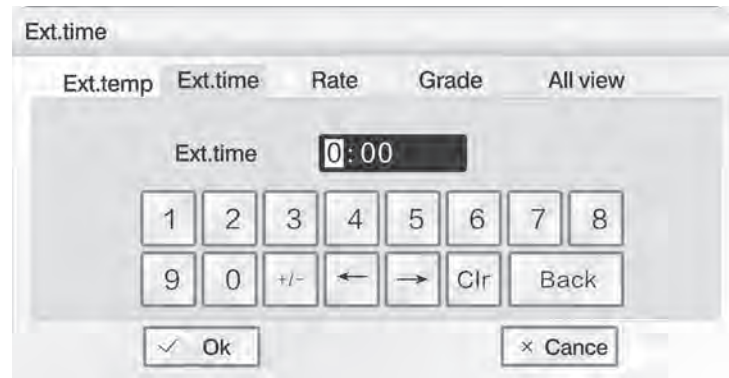 Ext.time
Ext.temp Ext.time Rate Grade All view
Ext.time 0:00
1 2 3 4 5 6 7 8
9 0 +/- ← → Clr Back
✓ Ok × Cance